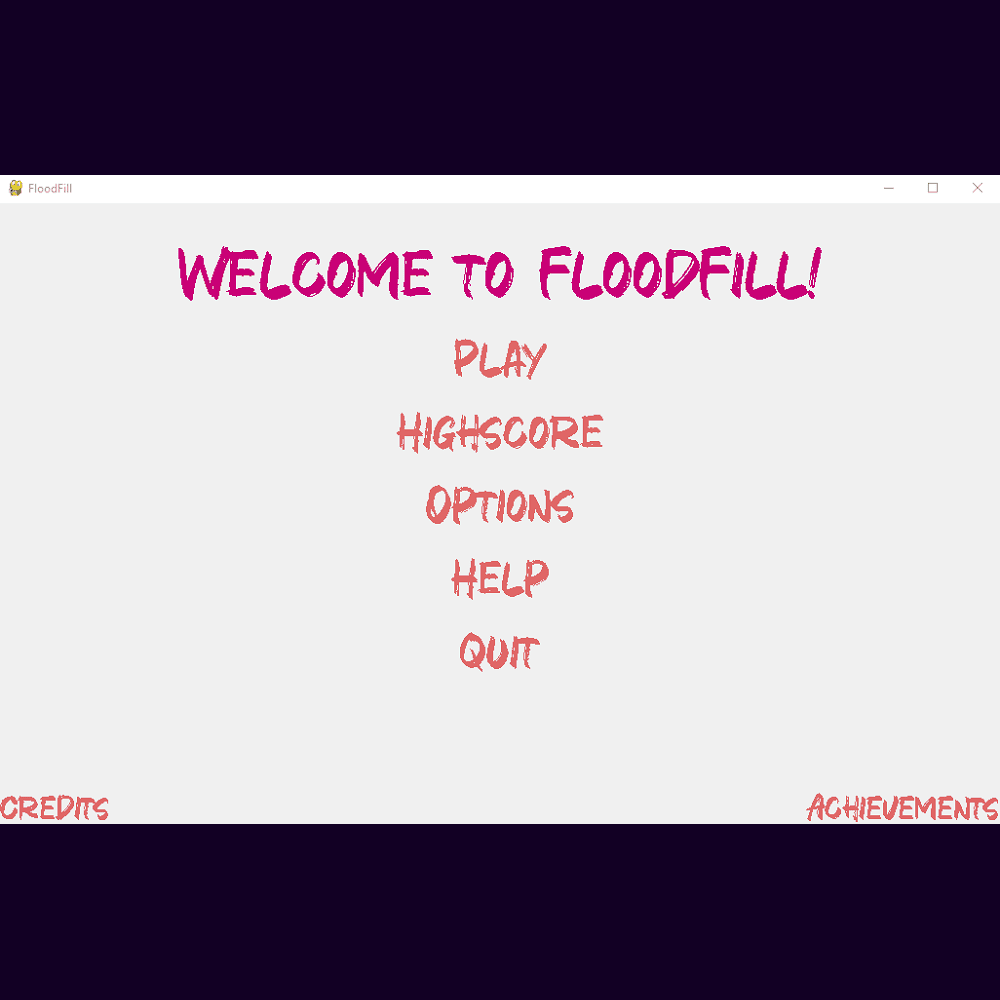 FloodFill
Welcome to FloodFill!
Play
Highscore
Options
Help
Quit
Credits
Achievements